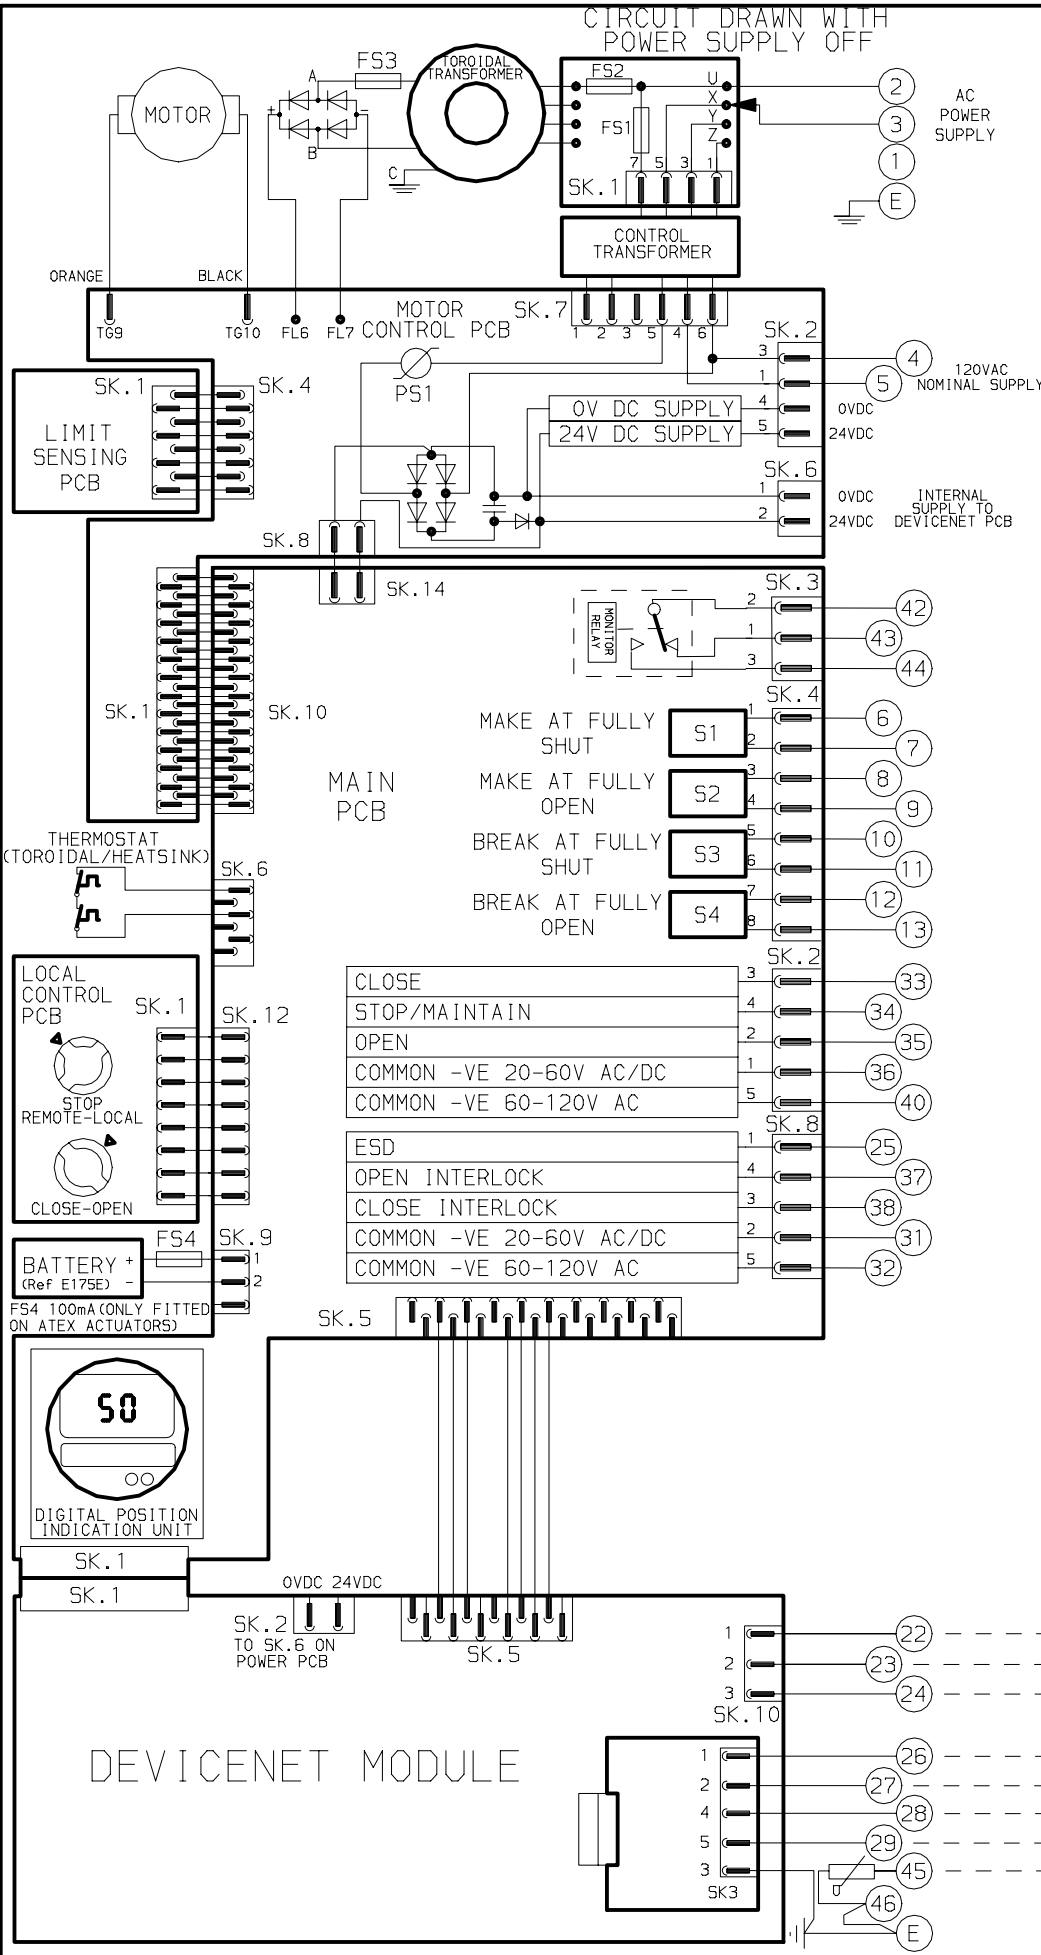 CIRCUIT DRAWN WITH
POWER SUPPLY OFF
MOTOR
A
FS3
+
-
B
C
TOROIDAL
TRANSFORMER
FS2
FS1
U
X
Y
Z
7 5 3 1
SK.1
2
3
1
E
AC
POWER
SUPPLY
CONTROL
TRANSFORMER
ORANGE
BLACK
TG9
TG10
FL6
FL7
MOTOR
CONTROL PCB
SK.7
1 2 3 5 4 6
PS1
SK.2
3
4
1
5
120VAC
NOMINAL SUPPLY
0V DC SUPPLY
4
0VDC
24V DC SUPPLY
5
24VDC
SK.6
1
0VDC
2
24VDC
INTERNAL
SUPPLY TO
DEVICENET PCB
SK.1
SK.4
LIMIT
SENSING
PCB
SK.8
SK.14
SK.1
SK.10
MAIN
PCB
MONITOR
RELAY
SK.3
2
42
1
43
3
44
SK.4
MAKE AT FULLY
SHUT
S1
1
6
2
7
MAKE AT FULLY
OPEN
S2
3
8
4
9
BREAK AT FULLY
SHUT
S3
5
10
6
11
BREAK AT FULLY
OPEN
S4
7
12
8
13
THERMOSTAT
(TOROIDAL/HEATSINK)
SK.6
SK.2
CLOSE
3
33
STOP/MAINTAIN
4
34
OPEN
2
35
COMMON -VE 20-60V AC/DC
1
36
COMMON -VE 60-120V AC
5
40
SK.8
ESD
1
25
OPEN INTERLOCK
4
37
CLOSE INTERLOCK
3
38
COMMON -VE 20-60V AC/DC
2
31
COMMON -VE 60-120V AC
5
32
LOCAL
CONTROL
PCB
SK.1
SK.12
STOP
REMOTE-LOCAL
CLOSE-OPEN
BATTERY
(Ref E175E)
+
-
FS4
SK.9
1
2
FS4 100mA(ONLY FITTED
ON ATEX ACTUATORS)
SK.5
50
DIGITAL POSITION
INDICATION UNIT
SK.1
SK.1
0VDC 24VDC
SK.2
TO SK.6 ON
POWER PCB
SK.5
1
22
2
23
3
24
SK.10
DEVICENET MODULE
1
26
2
27
4
28
5
29
3
45
SK3
U
46
E